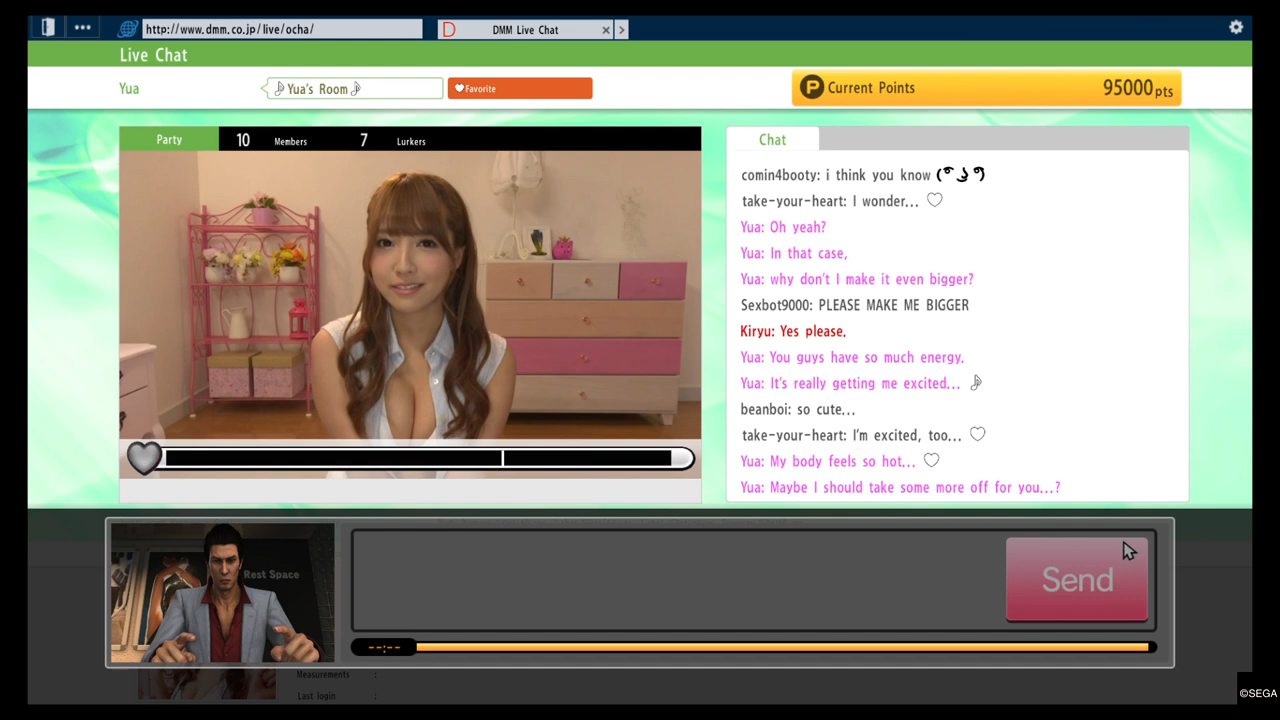 http://www.dmm.co.jp/live/ocha/
D
DMM Live Chat
Live Chat
Yua
Yua's Room
Favorite
P Current Points
95000pts
Party
10 Members
7 Lurkers
Chat
comin4booty: i think you know ( ͡° ͜ʖ ͡°)
take-your-heart: I wonder... ♡
Yua: Oh yeah?
Yua: In that case,
Yua: why don't I make it even bigger?
Sexbot9000: PLEASE MAKE ME BIGGER
Kiryu: Yes please.
Yua: You guys have so much energy.
Yua: It's really getting me excited... ♪
beanboi: so cute...
take-your-heart: I'm excited, too... ♡
Yua: My body feels so hot... ♡
Yua: Maybe I should take some more off for you...?
Rest Space
Send
--:--
Measurements :
Last login :
©SEGA